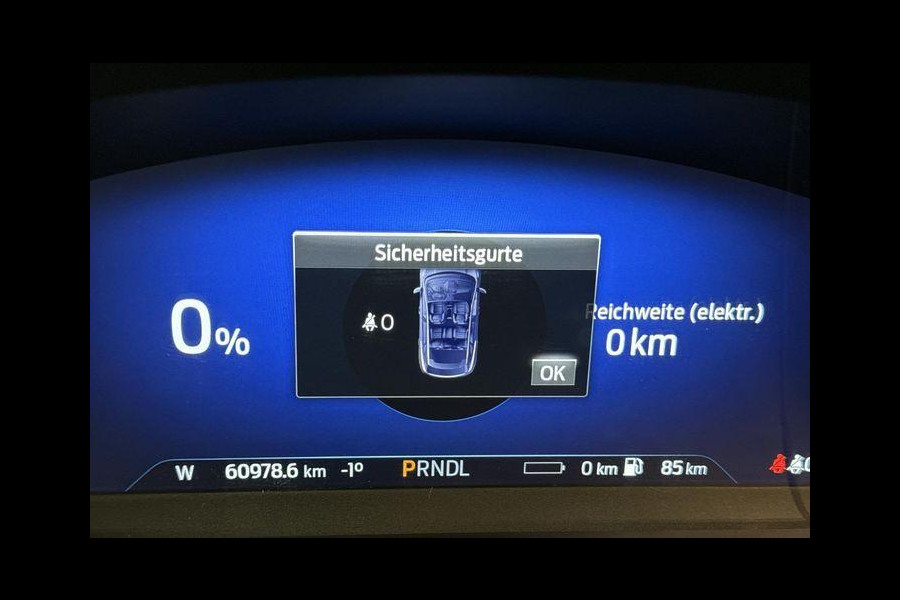 Sicherheitsgurte
0
OK
0%
Reichweite (elektr.)
0 km
W 60978.6 km -1° PRNDL 0 km 85 km